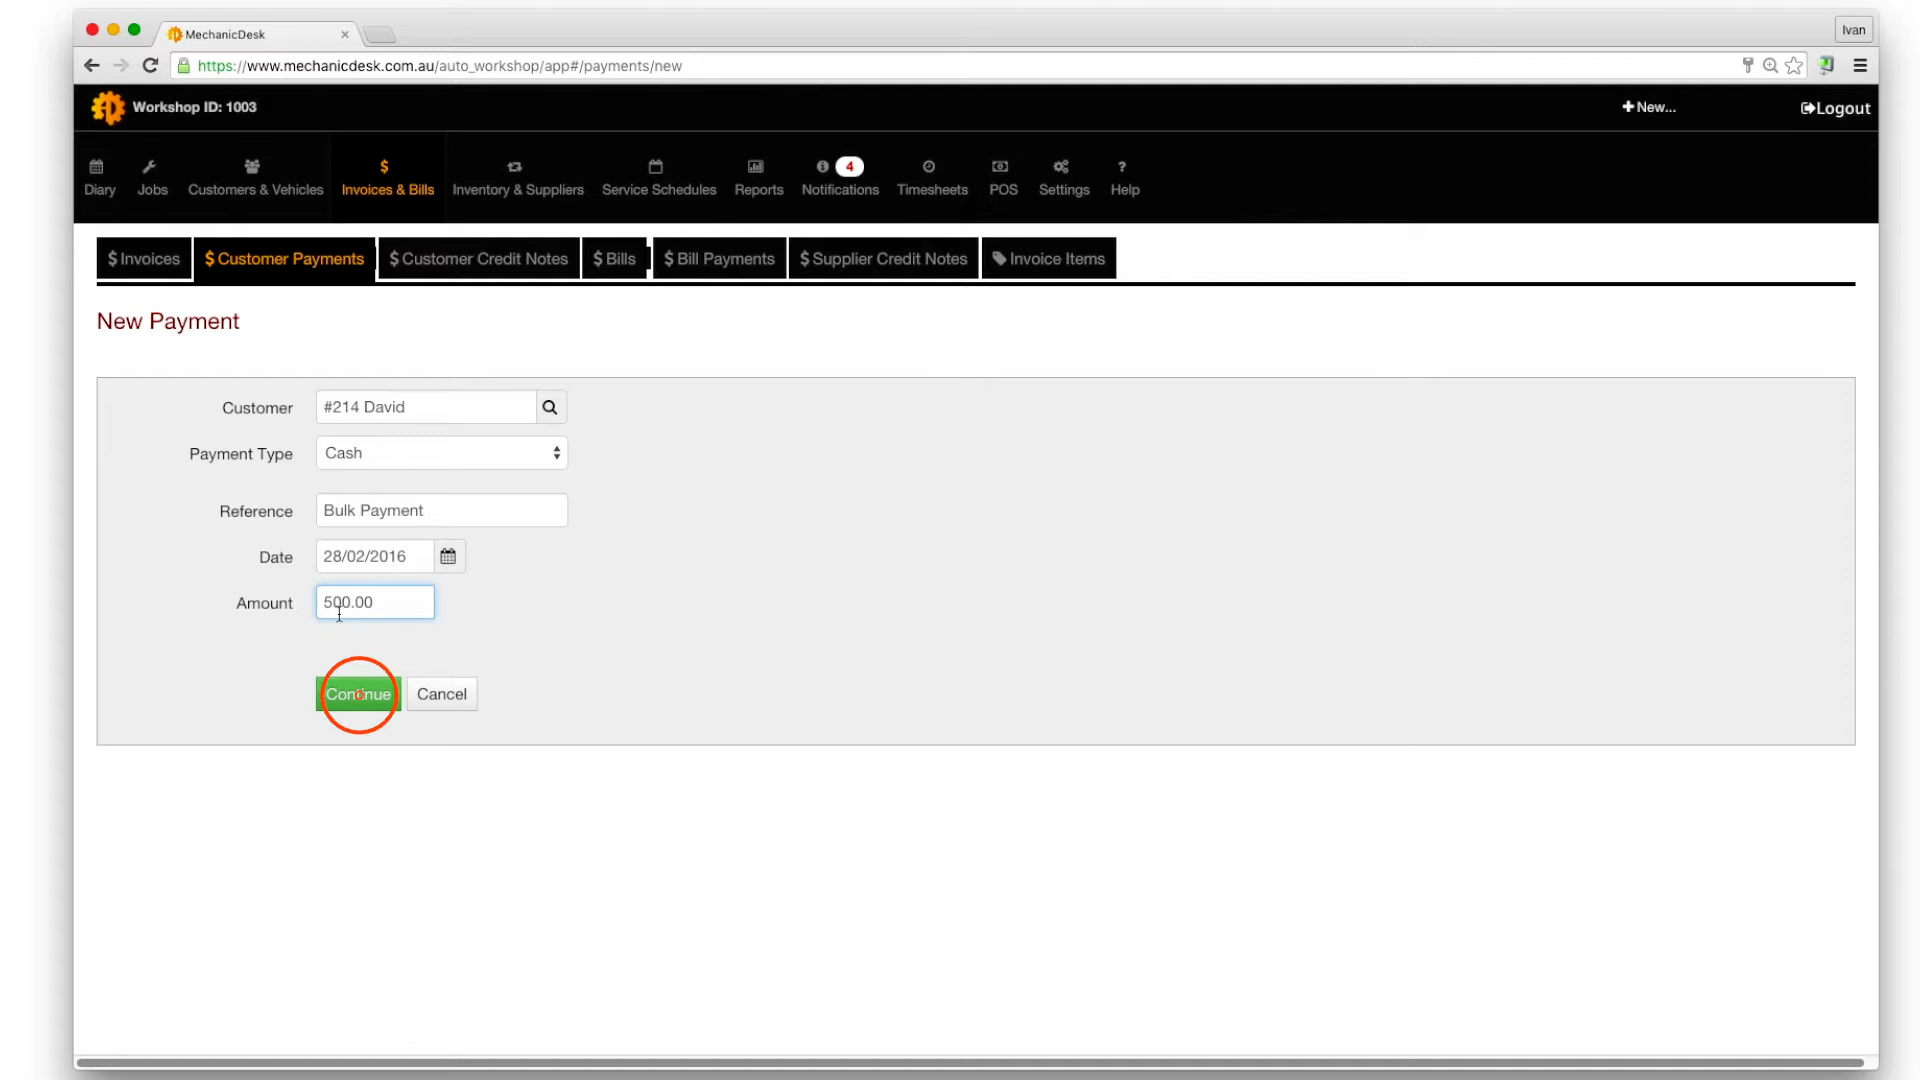 MechanicDesk
Ivan
https://www.mechanicdesk.com.au/auto_workshop/app#/payments/new
Workshop ID: 1003
New...
Logout
Diary
Jobs
Customers & Vehicles
$
Invoices & Bills
Inventory & Suppliers
Service Schedules
Reports
4
Notifications
Timesheets
POS
Settings
?
Help
$ Invoices
$ Customer Payments
$ Customer Credit Notes
$ Bills
$ Bill Payments
$ Supplier Credit Notes
Invoice Items
New Payment
Customer #214 David
Payment Type Cash
Reference Bulk Payment
Date 28/02/2016
Amount 500.00
Continue Cancel